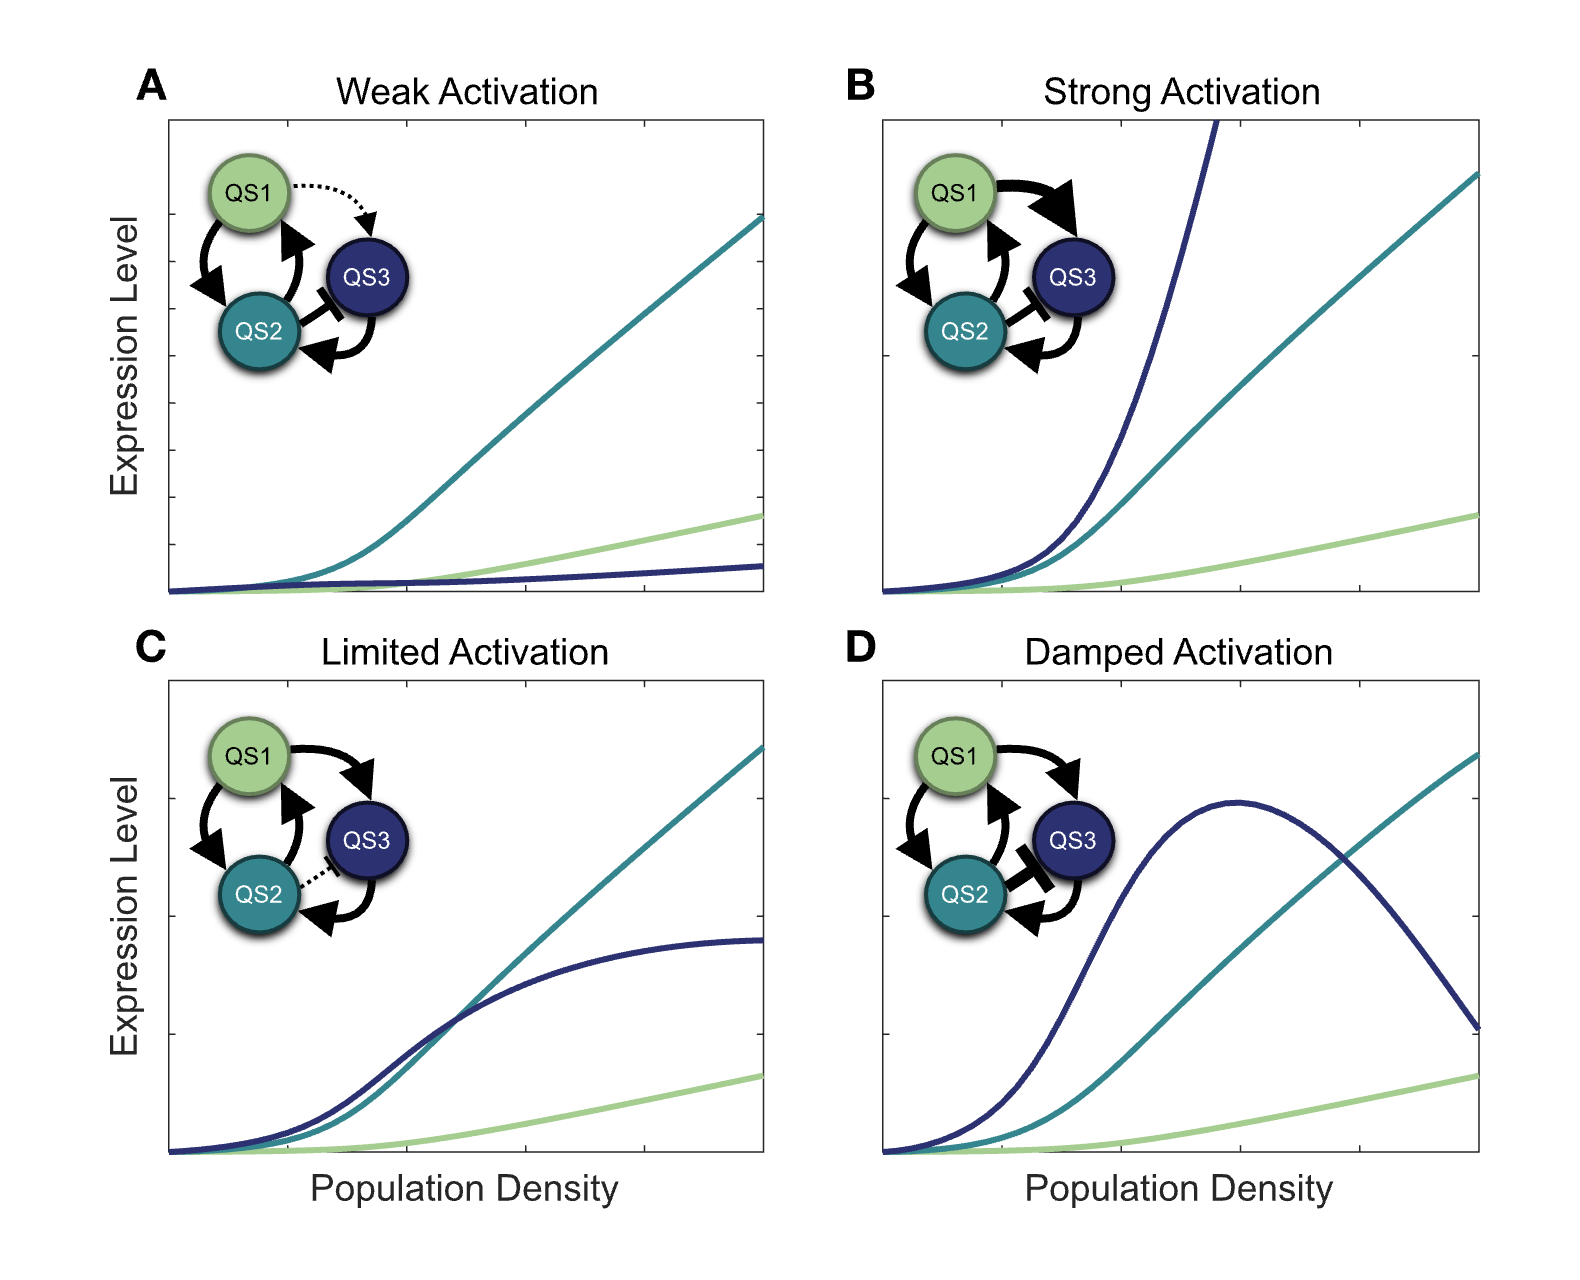 A
Weak Activation
QS1
QS3
QS2
Expression Level
B
Strong Activation
QS1
QS3
QS2
C
Limited Activation
QS1
QS3
QS2
Expression Level
Population Density
D
Damped Activation
QS1
QS3
QS2
Population Density